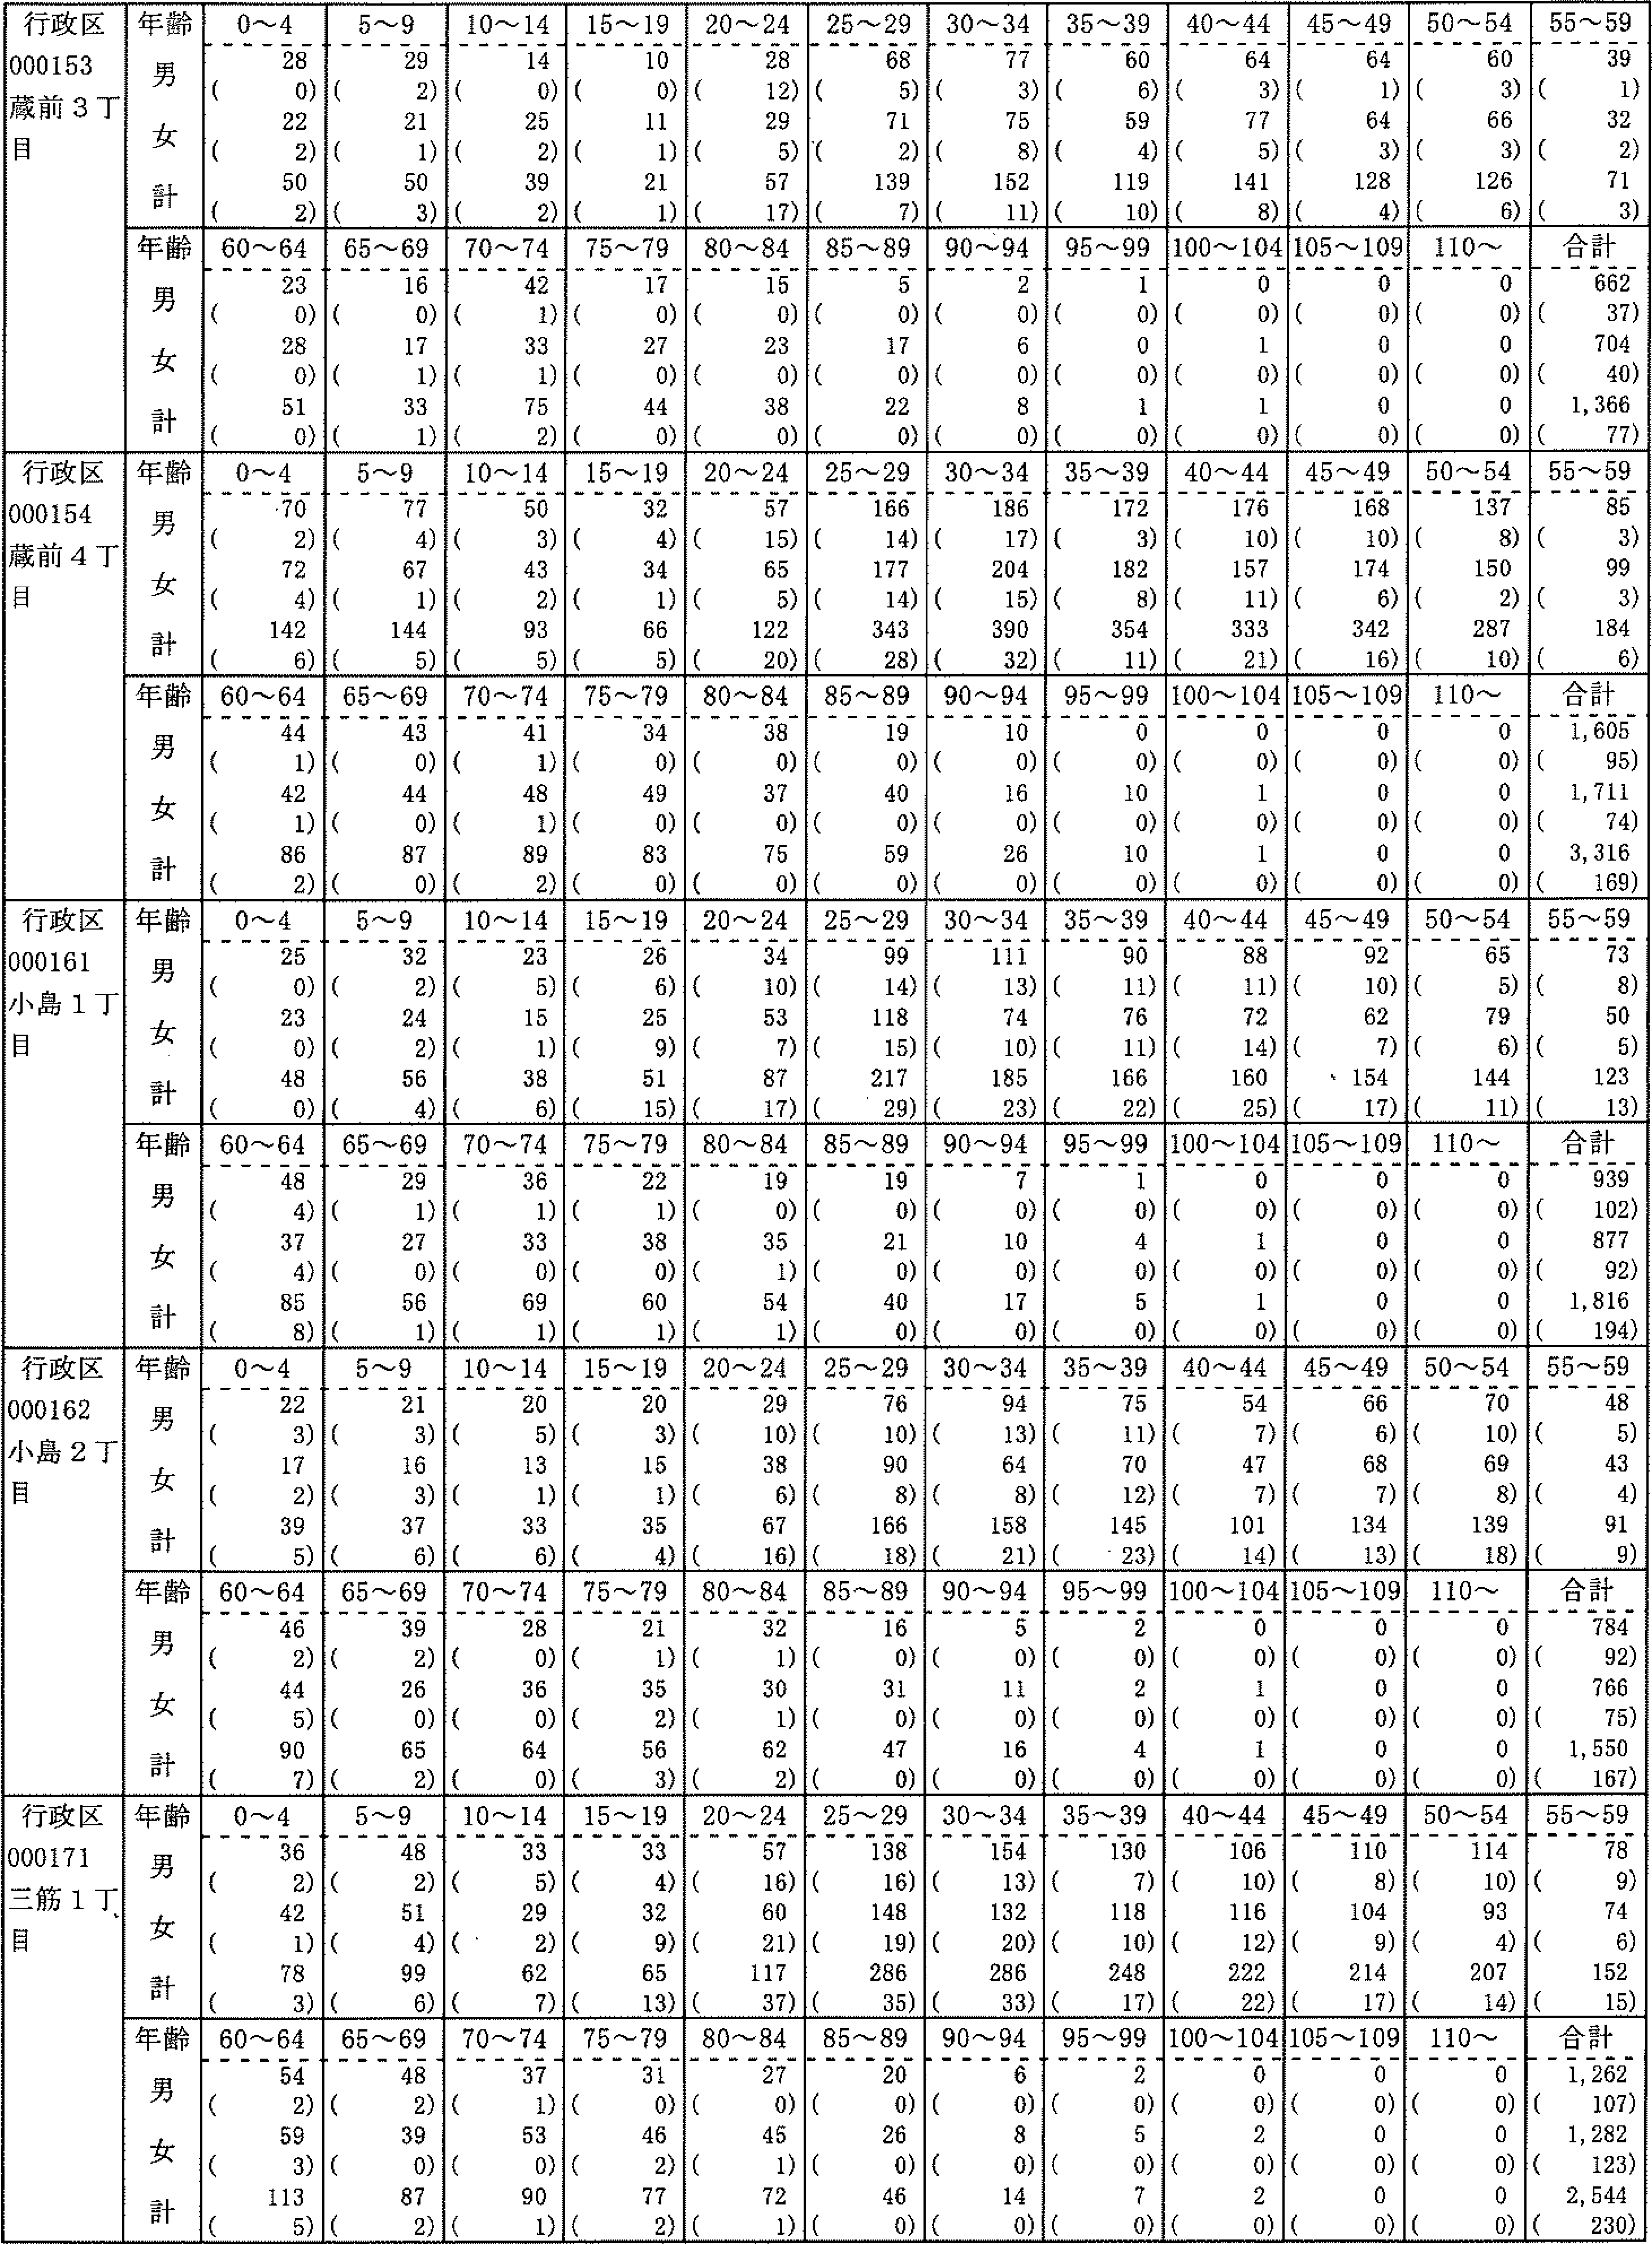 行政区 年齢 0～4 5～9 10～14 15～19 20～24 25～29 30～34 35～39 40～44 45～49 50～54 55～59
000153 男 28 29 14 10 28 68 77 60 64 64 60 39
( 0) ( 2) ( 0) ( 0) ( 12) ( 5) ( 3) ( 6) ( 3) ( 1) ( 3) ( 1)
蔵前3丁目 女 22 21 25 11 29 71 75 59 77 64 66 32
( 2) ( 1) ( 2) ( 1) ( 5) ( 2) ( 8) ( 4) ( 5) ( 3) ( 3) ( 2)
計 50 50 39 21 57 139 152 119 141 128 126 71
( 2) ( 3) ( 2) ( 1) ( 17) ( 7) ( 11) ( 10) ( 8) ( 4) ( 6) ( 3)
年齢 60～64 65～69 70～74 75～79 80～84 85～89 90～94 95～99 100～104 105～109 110～ 合計
男 23 16 42 17 15 5 2 1 0 0 0 662
( 0) ( 0) ( 1) ( 0) ( 0) ( 0) ( 0) ( 0) ( 0) ( 0) ( 0) ( 37)
女 28 17 33 27 23 17 6 0 1 0 0 704
( 0) ( 1) ( 1) ( 0) ( 0) ( 0) ( 0) ( 0) ( 0) ( 0) ( 0) ( 40)
計 51 33 75 44 38 22 8 1 1 0 0 1,366
( 0) ( 1) ( 2) ( 0) ( 0) ( 0) ( 0) ( 0) ( 0) ( 0) ( 0) ( 77)
行政区 年齢 0～4 5～9 10～14 15～19 20～24 25～29 30～34 35～39 40～44 45～49 50～54 55～59
000154 男 70 77 50 32 57 166 186 172 176 168 137 85
( 2) ( 4) ( 3) ( 4) ( 15) ( 14) ( 17) ( 3) ( 10) ( 10) ( 8) ( 3)
蔵前4丁目 女 72 67 43 34 65 177 204 182 157 174 150 99
( 4) ( 1) ( 2) ( 1) ( 5) ( 14) ( 15) ( 8) ( 11) ( 6) ( 2) ( 3)
計 142 144 93 66 122 343 390 354 333 342 287 184
( 6) ( 5) ( 5) ( 5) ( 20) ( 28) ( 32) ( 11) ( 21) ( 16) ( 10) ( 6)
年齢 60～64 65～69 70～74 75～79 80～84 85～89 90～94 95～99 100～104 105～109 110～ 合計
男 44 43 41 34 38 19 10 0 0 0 0 1,605
( 1) ( 0) ( 1) ( 0) ( 0) ( 0) ( 0) ( 0) ( 0) ( 0) ( 0) ( 95)
女 42 44 48 49 37 40 16 10 1 0 0 1,711
( 1) ( 0) ( 1) ( 0) ( 0) ( 0) ( 0) ( 0) ( 0) ( 0) ( 0) ( 74)
計 86 87 89 83 75 59 26 10 1 0 0 3,316
( 2) ( 0) ( 2) ( 0) ( 0) ( 0) ( 0) ( 0) ( 0) ( 0) ( 0) ( 169)
行政区 年齢 0～4 5～9 10～14 15～19 20～24 25～29 30～34 35～39 40～44 45～49 50～54 55～59
000161 男 25 32 23 26 34 99 111 90 88 92 65 73
( 0) ( 2) ( 5) ( 6) ( 10) ( 14) ( 13) ( 11) ( 11) ( 10) ( 5) ( 8)
小島1丁目 女 23 24 15 25 53 118 74 76 72 62 79 50
( 0) ( 2) ( 1) ( 9) ( 7) ( 15) ( 10) ( 11) ( 14) ( 7) ( 6) ( 5)
計 48 56 38 51 87 217 185 166 160 154 144 123
( 0) ( 4) ( 6) ( 15) ( 17) ( 29) ( 23) ( 22) ( 25) ( 17) ( 11) ( 13)
年齢 60～64 65～69 70～74 75～79 80～84 85～89 90～94 95～99 100～104 105～109 110～ 合計
男 48 29 36 22 19 19 7 1 0 0 0 939
( 4) ( 1) ( 1) ( 1) ( 0) ( 0) ( 0) ( 0) ( 0) ( 0) ( 0) ( 102)
女 37 27 33 38 35 21 10 4 1 0 0 877
( 4) ( 0) ( 0) ( 0) ( 1) ( 0) ( 0) ( 0) ( 0) ( 0) ( 0) ( 92)
計 85 56 69 60 54 40 17 5 1 0 0 1,816
( 8) ( 1) ( 1) ( 1) ( 1) ( 0) ( 0) ( 0) ( 0) ( 0) ( 0) ( 194)
行政区 年齢 0～4 5～9 10～14 15～19 20～24 25～29 30～34 35～39 40～44 45～49 50～54 55～59
000162 男 22 21 20 20 29 76 94 75 54 66 70 48
( 3) ( 3) ( 5) ( 3) ( 10) ( 10) ( 13) ( 11) ( 7) ( 6) ( 10) ( 5)
小島2丁目 女 17 16 13 15 38 90 64 70 47 68 69 43
( 2) ( 3) ( 1) ( 1) ( 6) ( 8) ( 8) ( 12) ( 7) ( 7) ( 8) ( 4)
計 39 37 33 35 67 166 158 145 101 134 139 91
( 5) ( 6) ( 6) ( 4) ( 16) ( 18) ( 21) ( 23) ( 14) ( 13) ( 18) ( 9)
年齢 60～64 65～69 70～74 75～79 80～84 85～89 90～94 95～99 100～104 105～109 110～ 合計
男 46 39 28 21 32 16 5 2 0 0 0 784
( 2) ( 2) ( 0) ( 1) ( 1) ( 0) ( 0) ( 0) ( 0) ( 0) ( 0) ( 92)
女 44 26 36 35 30 31 11 2 1 0 0 766
( 5) ( 0) ( 0) ( 2) ( 1) ( 0) ( 0) ( 0) ( 0) ( 0) ( 0) ( 75)
計 90 65 64 56 62 47 16 4 1 0 0 1,550
( 7) ( 2) ( 0) ( 3) ( 2) ( 0) ( 0) ( 0) ( 0) ( 0) ( 0) ( 167)
行政区 年齢 0～4 5～9 10～14 15～19 20～24 25～29 30～34 35～39 40～44 45～49 50～54 55～59
000171 男 36 48 33 33 57 138 154 130 106 110 114 78
( 2) ( 2) ( 5) ( 4) ( 16) ( 16) ( 13) ( 7) ( 10) ( 8) ( 10) ( 9)
三筋1丁目 女 42 51 29 32 60 148 132 118 116 104 93 74
( 1) ( 4) ( 2) ( 9) ( 21) ( 19) ( 20) ( 10) ( 12) ( 9) ( 4) ( 6)
計 78 99 62 65 117 286 286 248 222 214 207 152
( 3) ( 6) ( 7) ( 13) ( 37) ( 35) ( 33) ( 17) ( 22) ( 17) ( 14) ( 15)
年齢 60～64 65～69 70～74 75～79 80～84 85～89 90～94 95～99 100～104 105～109 110～ 合計
男 54 48 37 31 27 20 6 2 0 0 0 1,262
( 2) ( 2) ( 1) ( 0) ( 0) ( 0) ( 0) ( 0) ( 0) ( 0) ( 0) ( 107)
女 59 39 53 46 45 26 8 5 2 0 0 1,282
( 3) ( 0) ( 0) ( 2) ( 1) ( 0) ( 0) ( 0) ( 0) ( 0) ( 0) ( 123)
計 113 87 90 77 72 46 14 7 2 0 0 2,544
( 5) ( 2) ( 1) ( 2) ( 1) ( 0) ( 0) ( 0) ( 0) ( 0) ( 0) ( 230)